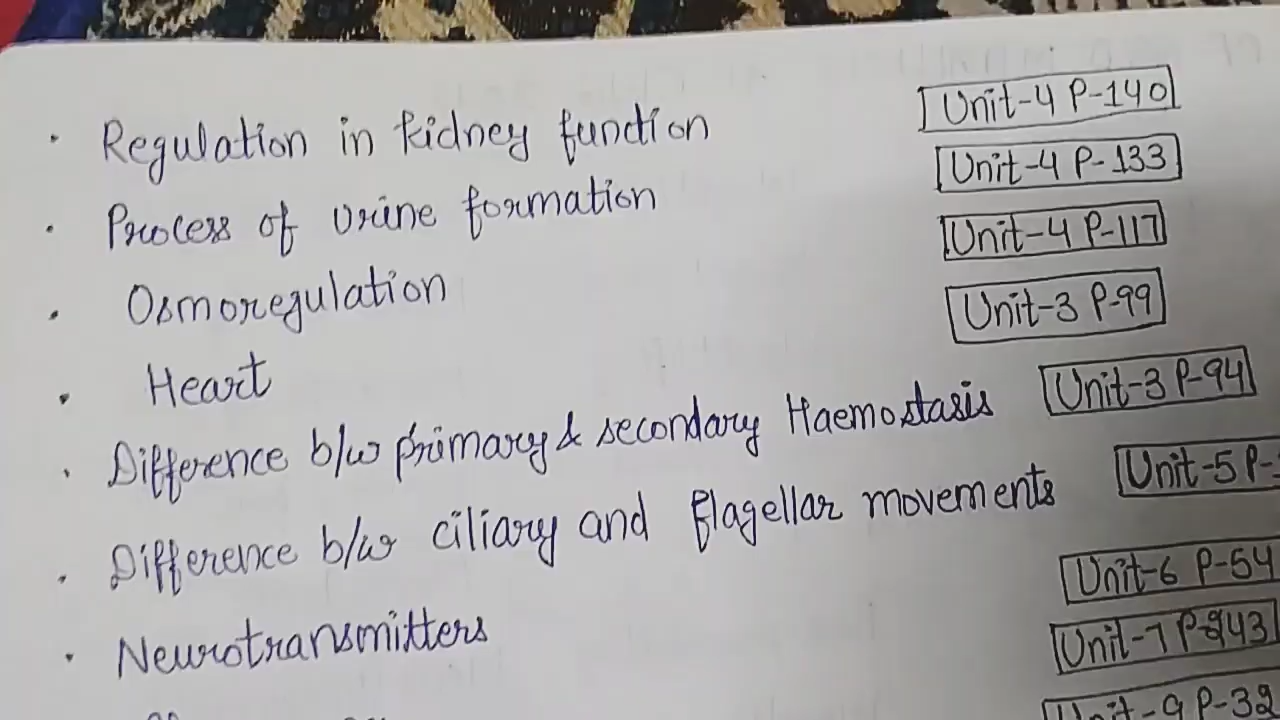 • Regulation in kidney function Unit-4 P-140
• Process of urine formation Unit-4 P-133
• Osmoregulation Unit-4 P-117
• Heart Unit-3 P-99
• Difference b/w primary & secondary Haemostasis Unit-3 P-94
• Difference b/w ciliary and flagellar movements Unit-5 P-
• Neurotransmitters Unit-6 P-54
Unit-7 P-243
Unit-9 P-32